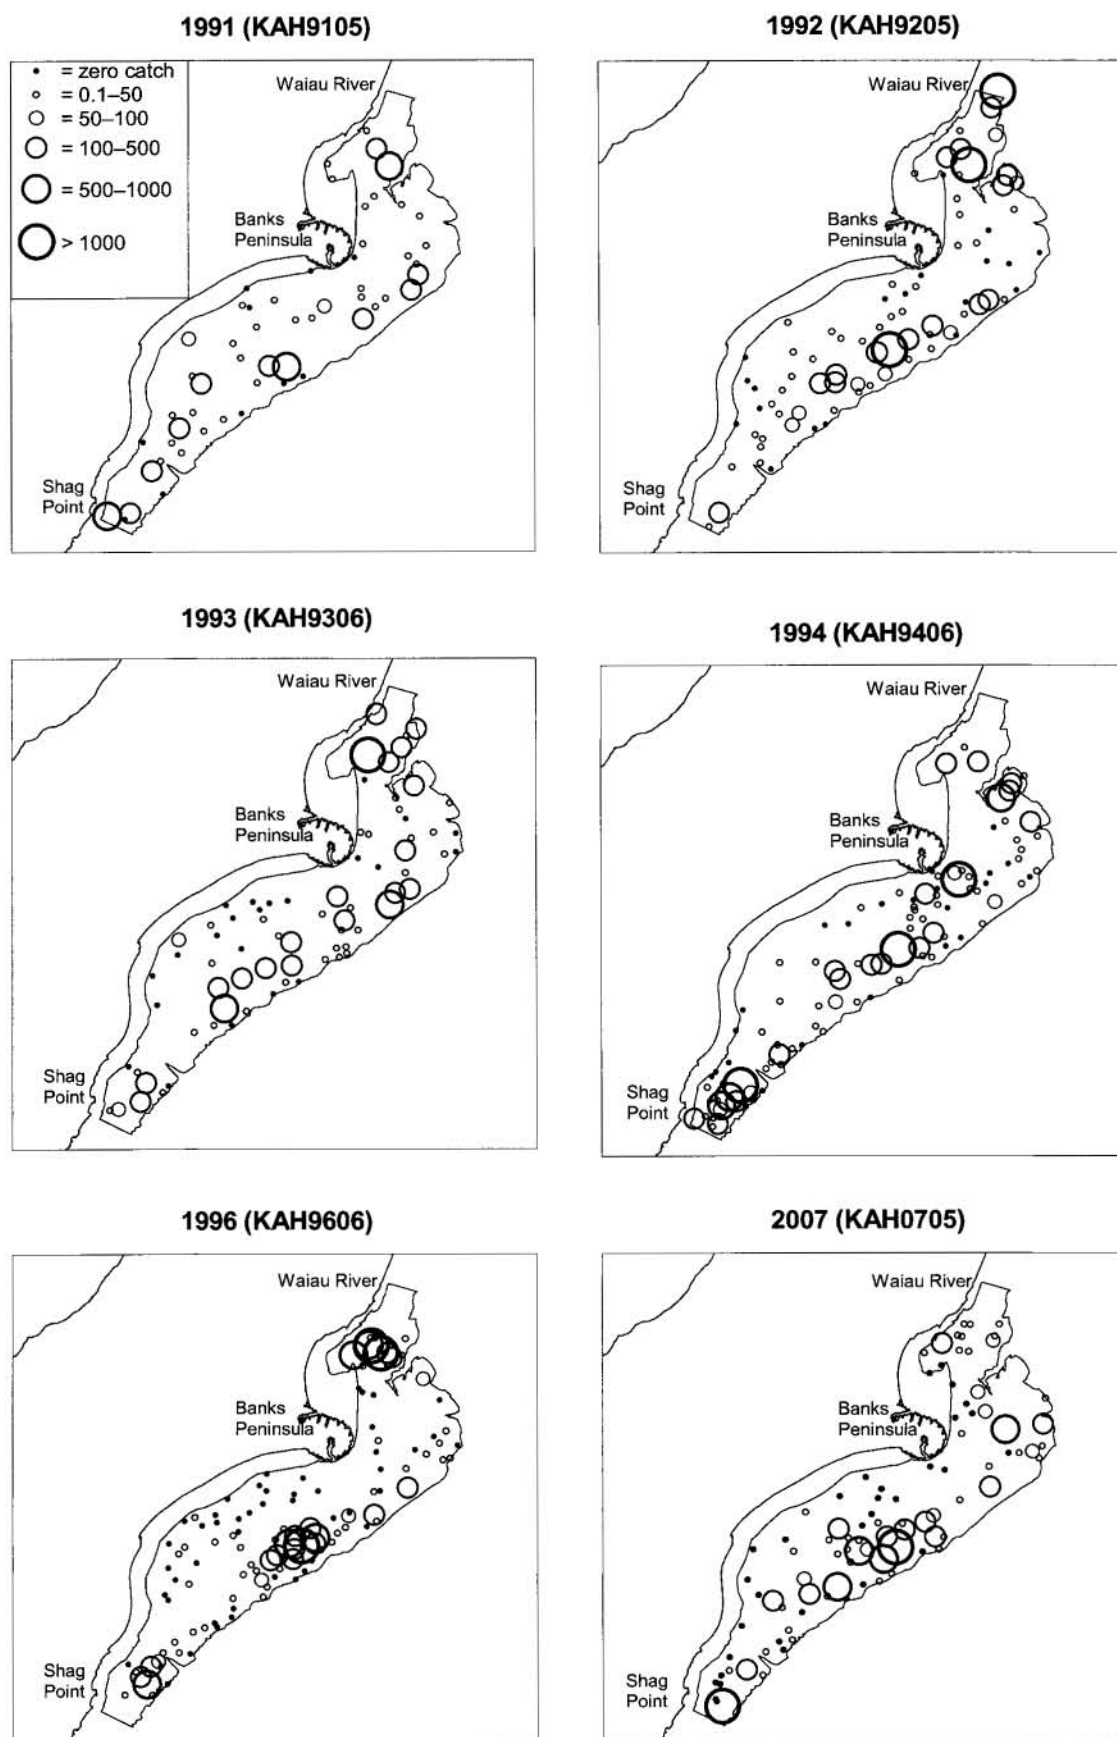 1991 (KAH9105)
= zero catch
= 0.1–50
= 50–100
= 100–500
= 500–1000
> 1000
Waiau River
Banks
Peninsula
Shag
Point
1992 (KAH9205)
Waiau River
Banks
Peninsula
Shag
Point
1993 (KAH9306)
Waiau River
Banks
Peninsula
Shag
Point
1994 (KAH9406)
Waiau River
Banks
Peninsula
Shag
Point
1996 (KAH9606)
Waiau River
Banks
Peninsula
Shag
Point
2007 (KAH0705)
Waiau River
Banks
Peninsula
Shag
Point